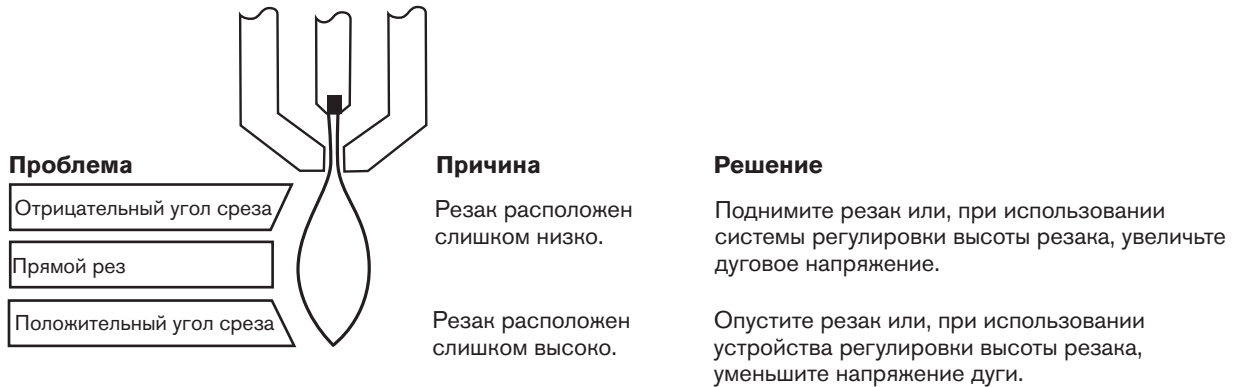 Проблема
Причина
Решение
Отрицательный угол среза
Резак расположен
слишком низко.
Поднимите резак или, при использовании
системы регулировки высоты резака, увеличьте
дуговое напряжение.
Прямой рез
Положительный угол среза
Резак расположен
слишком высоко.
Опустите резак или, при использовании
устройства регулировки высоты резака,
уменьшите напряжение дуги.